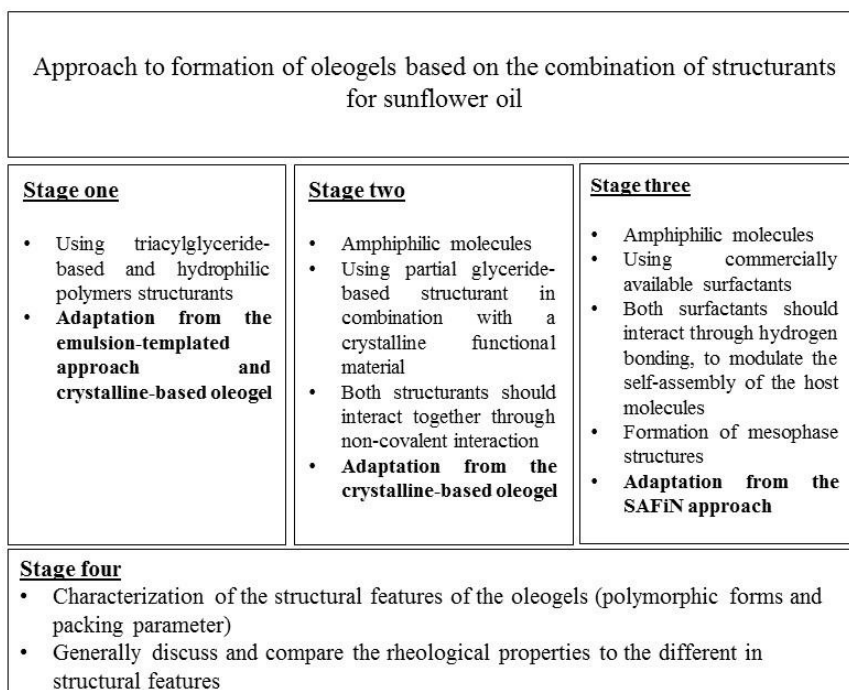 Approach to formation of oleogels based on the combination of structurants
for sunflower oil
Stage one
• Using triacylglyceride-
based and hydrophilic
polymers structurants
• Adaptation from the
emulsion-templated
approach and
crystalline-based oleogel
Stage two
• Amphiphilic molecules
• Using partial glyceride-
based structurant in
combination with a
crystalline functional
material
• Both structurants should
interact together through
non-covalent interaction
• Adaptation from the
crystalline-based oleogel
Stage three
• Amphiphilic molecules
• Using commercially
available surfactants
• Both surfactants should
interact through hydrogen
bonding, to modulate the
self-assembly of the host
molecules
• Formation of mesophase
structures
• Adaptation from the
SAFiN approach
Stage four
• Characterization of the structural features of the oleogels (polymorphic forms and
packing parameter)
• Generally discuss and compare the rheological properties to the different in
structural features